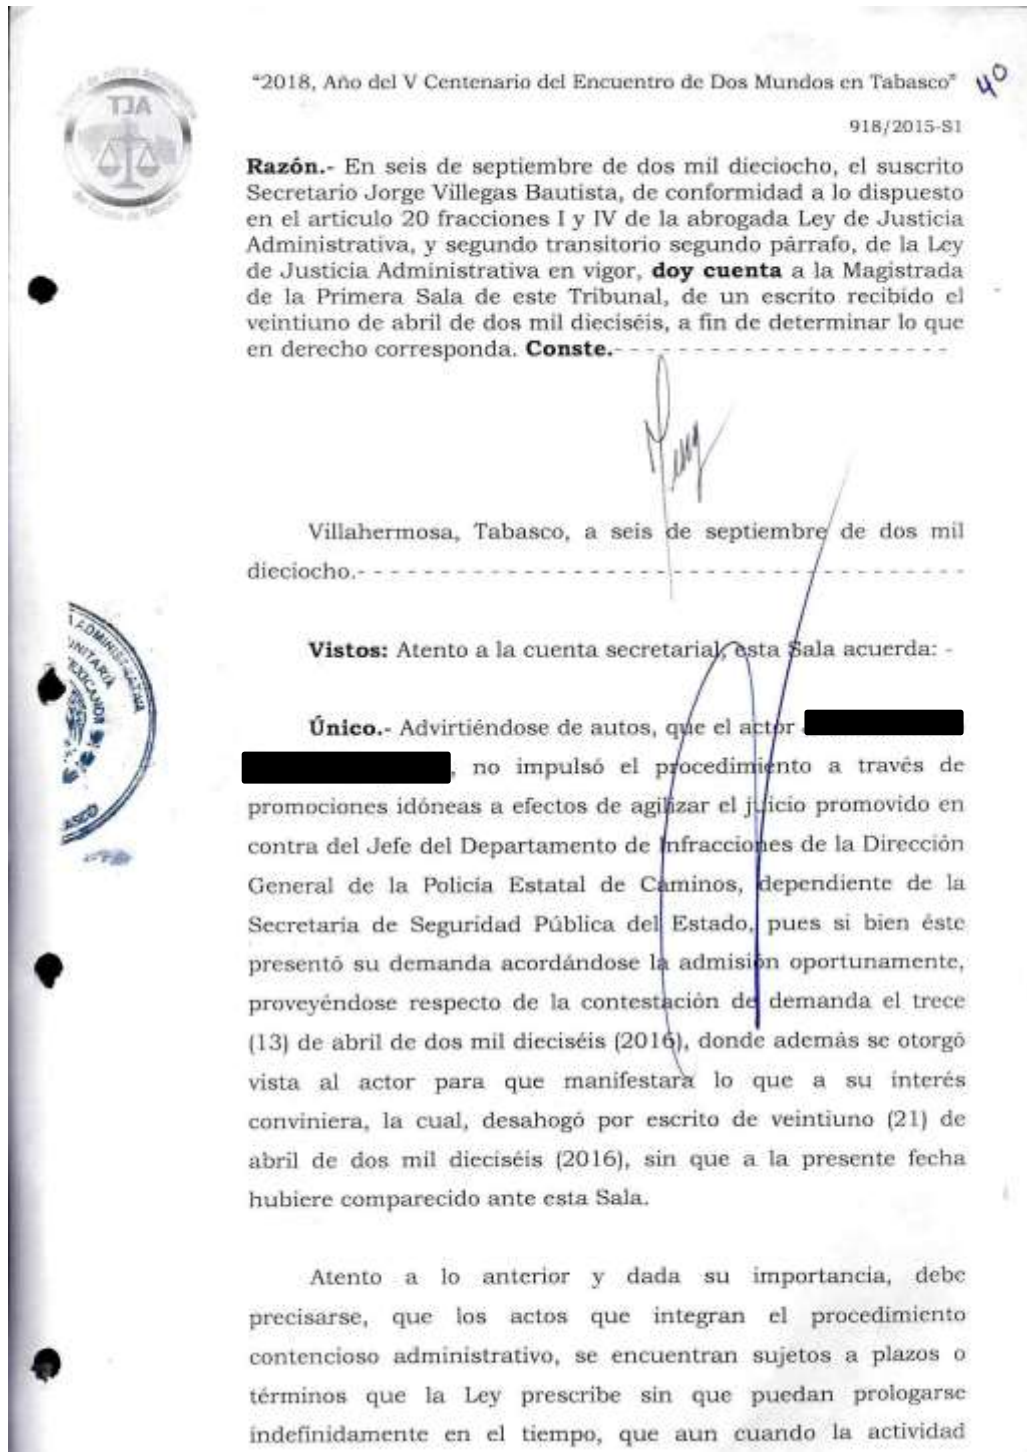 "2018, Año del V Centenario del Encuentro de Dos Mundos en Tabasco"
40
918/2015-S1
TJA
Razón.- En seis de septiembre de dos mil dieciocho, el suscrito
Secretario Jorge Villegas Bautista, de conformidad a lo dispuesto
en el articulo 20 fracciones I y IV de la abrogada Ley de Justicia
Administrativa, y segundo transitorio segundo párrafo, de la Ley
de Justicia Administrativa en vigor, doy cuenta a la Magistrada
de la Primera Sala de este Tribunal, de un escrito recibido el
veintiuno de abril de dos mil dieciséis, a fin de determinar lo que
en derecho corresponda. Conste.- - - - - - - - - - - - - - - - - - - -
Villahermosa, Tabasco, a seis de septiembre de dos mil
dieciocho.- - - - - - - - - - - - - - - - - - - - - - - - - - - - - - - - - - - -
Vistos: Atento a la cuenta secretarial, esta Sala acuerda: -
Único.- Advirtiéndose de autos, que el actor
, no impulsó el procedimiento a través de
promociones idóneas a efectos de agilizar el juicio promovido en
contra del Jefe del Departamento de Infracciones de la Dirección
General de la Policía Estatal de Caminos, dependiente de la
Secretaria de Seguridad Pública del Estado, pues si bien éste
presentó su demanda acordándose la admisión oportunamente,
proveyéndose respecto de la contestación de demanda el trece
(13) de abril de dos mil dieciséis (2016), donde además se otorgó
vista al actor para que manifestara lo que a su interés
conviniera, la cual, desahogó por escrito de veintiuno (21) de
abril de dos mil dieciséis (2016), sin que a la presente fecha
hubiere comparecido ante esta Sala.
Atento a lo anterior y dada su importancia, debe
precisarse, que los actos que integran el procedimiento
contencioso administrativo, se encuentran sujetos a plazos o
términos que la Ley prescribe sin que puedan prologarse
indefinidamente en el tiempo, que aun cuando la actividad